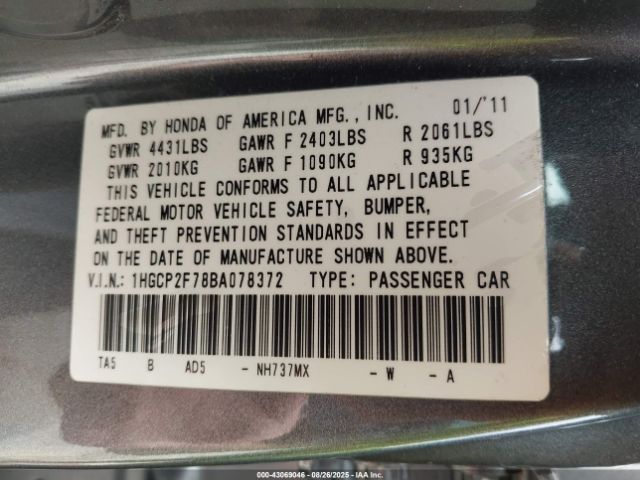 MFD. BY HONDA OF AMERICA MFG., INC. 01/'11
GVWR 4431LBS GAWR F 2403LBS R 2061LBS
GVWR 2010KG GAWR F 1090KG R 935KG
THIS VEHICLE CONFORMS TO ALL APPLICABLE
FEDERAL MOTOR VEHICLE SAFETY, BUMPER,
AND THEFT PREVENTION STANDARDS IN EFFECT
ON THE DATE OF MANUFACTURE SHOWN ABOVE.
V.I.N.: 1HGCP2F78BA078372 TYPE: PASSENGER CAR
TA5 B AD5 - NH737MX - W - A
000-43069046 - 08/26/2025 - IAA Inc.